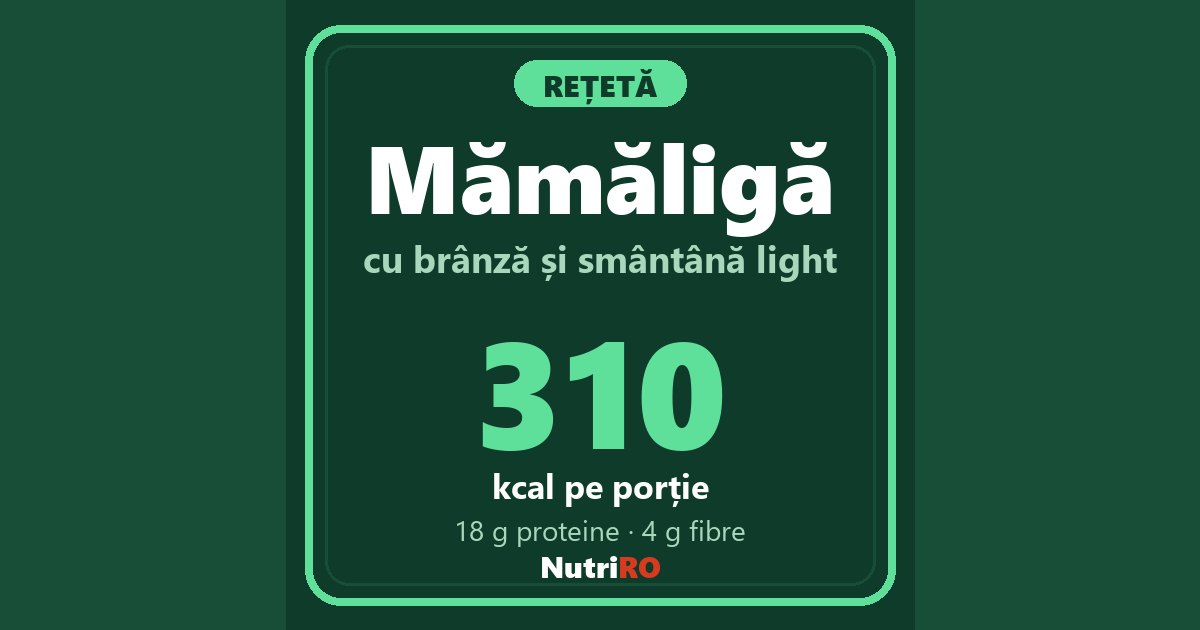 REȚETĂ
Mămăligă
cu brânză și smântână light
310
kcal pe porție
18 g proteine · 4 g fibre
NutriRO